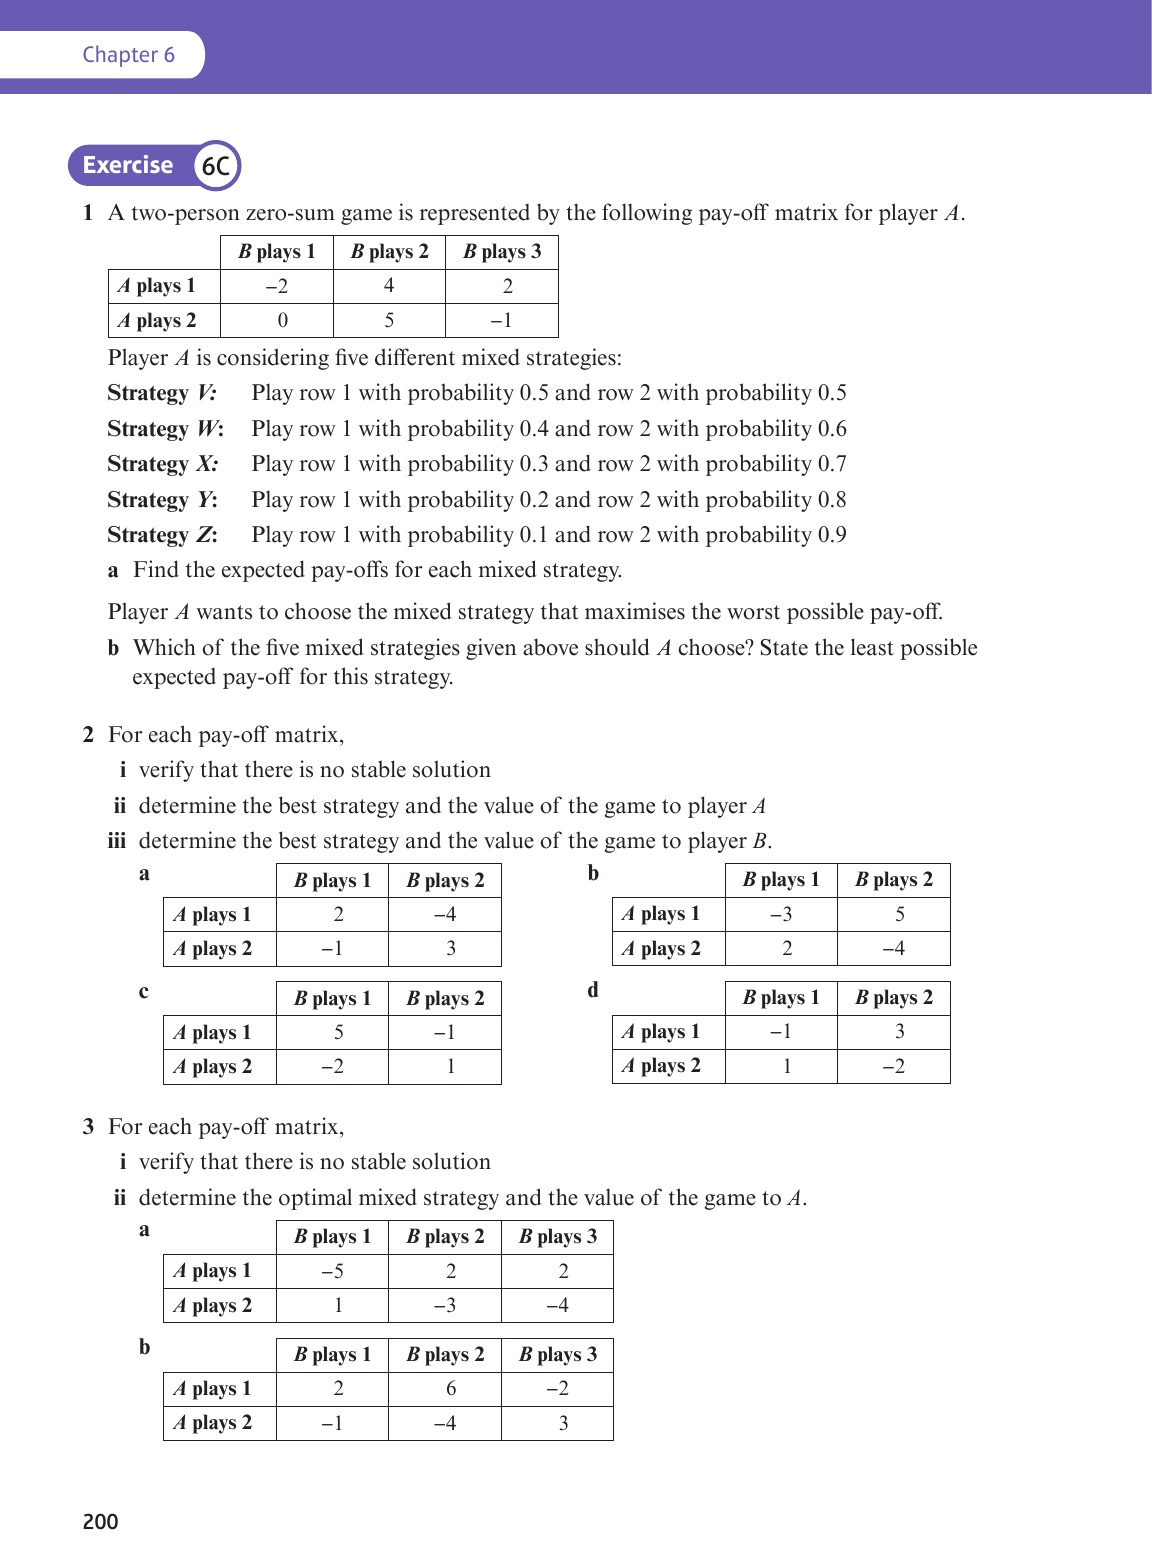 Chapter 6
Exercise 6C
1 A two-person zero-sum game is represented by the following pay-off matrix for player A.
B plays 1 B plays 2 B plays 3
A plays 1 −2 4 2
A plays 2 0 5 −1
Player A is considering five different mixed strategies:
Strategy V: Play row 1 with probability 0.5 and row 2 with probability 0.5
Strategy W: Play row 1 with probability 0.4 and row 2 with probability 0.6
Strategy X: Play row 1 with probability 0.3 and row 2 with probability 0.7
Strategy Y: Play row 1 with probability 0.2 and row 2 with probability 0.8
Strategy Z: Play row 1 with probability 0.1 and row 2 with probability 0.9
a Find the expected pay-offs for each mixed strategy.
Player A wants to choose the mixed strategy that maximises the worst possible pay-off.
b Which of the five mixed strategies given above should A choose? State the least possible
expected pay-off for this strategy.
2 For each pay-off matrix,
i verify that there is no stable solution
ii determine the best strategy and the value of the game to player A
iii determine the best strategy and the value of the game to player B.
a
B plays 1 B plays 2
A plays 1 2 −4
A plays 2 −1 3
b
B plays 1 B plays 2
A plays 1 −3 5
A plays 2 2 −4
c
B plays 1 B plays 2
A plays 1 5 −1
A plays 2 −2 1
d
B plays 1 B plays 2
A plays 1 −1 3
A plays 2 1 −2
3 For each pay-off matrix,
i verify that there is no stable solution
ii determine the optimal mixed strategy and the value of the game to A.
a
B plays 1 B plays 2 B plays 3
A plays 1 −5 2 2
A plays 2 1 −3 −4
b
B plays 1 B plays 2 B plays 3
A plays 1 2 6 −2
A plays 2 −1 −4 3
200